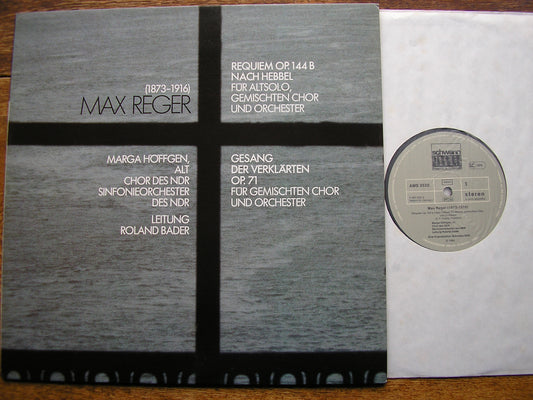 (1873–1916)
MAX REGER
REQUIEM OP. 144 B
NACH HEBBEL
FÜR ALTSOLO,
GEMISCHTEN CHOR
UND ORCHESTER
MARGA HÖFFGEN,
ALT
CHOR DES NDR
SINFONIEORCHESTER
DES NDR
LEITUNG
ROLAND BADER
GESANG
DER VERKLÄRTEN
OP. 71
FÜR GEMISCHTEN CHOR
UND ORCHESTER
schwann
1
stereo
Max Reger (1873-1916)